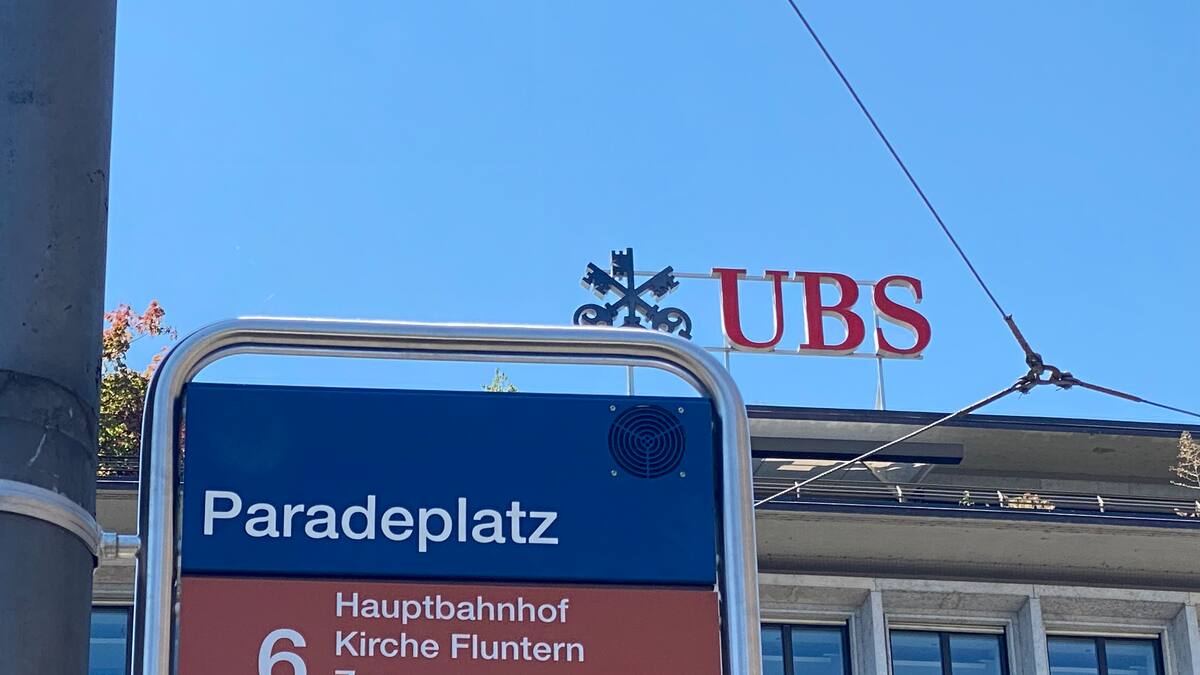 UBS
Paradeplatz
6
Hauptbahnhof
Kirche Fluntern